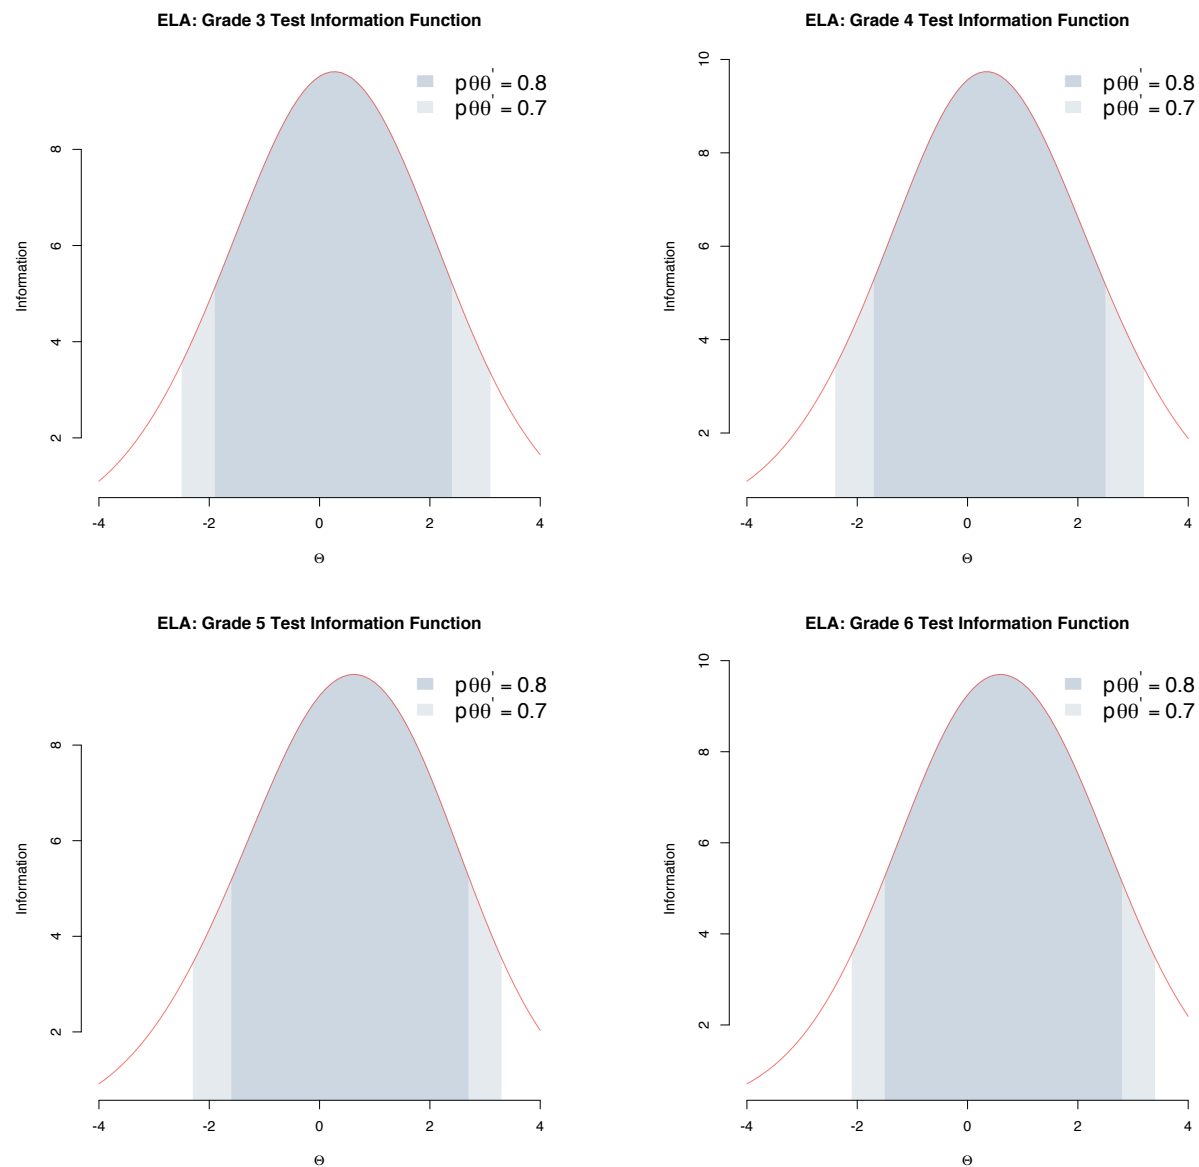 ELA: Grade 3 Test Information Function
pθθ' = 0.8
pθθ' = 0.7
Information
8
6
4
2
-4 -2 0 2 4
Θ
ELA: Grade 4 Test Information Function
pθθ' = 0.8
pθθ' = 0.7
Information
10
8
6
4
2
-4 -2 0 2 4
Θ
ELA: Grade 5 Test Information Function
pθθ' = 0.8
pθθ' = 0.7
Information
8
6
4
2
-4 -2 0 2 4
Θ
ELA: Grade 6 Test Information Function
pθθ' = 0.8
pθθ' = 0.7
Information
10
8
6
4
2
-4 -2 0 2 4
Θ